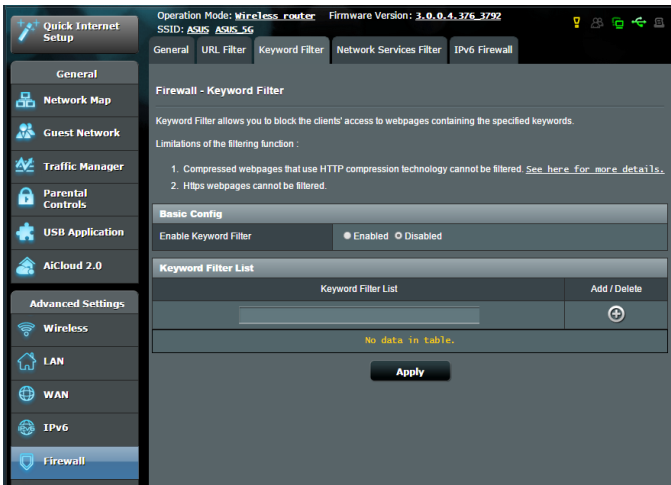 Quick Internet
Setup
Operation Mode: Wireless router Firmware Version: 3.0.0.4.376_3792
SSID: ASUS ASUS_5G
General URL Filter Keyword Filter Network Services Filter IPv6 Firewall
General
Network Map
Guest Network
Traffic Manager
Parental
Controls
USB Application
AiCloud 2.0
Advanced Settings
Wireless
LAN
WAN
IPv6
Firewall
Firewall - Keyword Filter
Keyword Filter allows you to block the clients' access to webpages containing the specified keywords.
Limitations of the filtering function :
1. Compressed webpages that use HTTP compression technology cannot be filtered. See here for more details.
2. Https webpages cannot be filtered.
Basic Config
Enable Keyword Filter Enabled Disabled
Keyword Filter List
Keyword Filter List Add / Delete
No data in table.
Apply